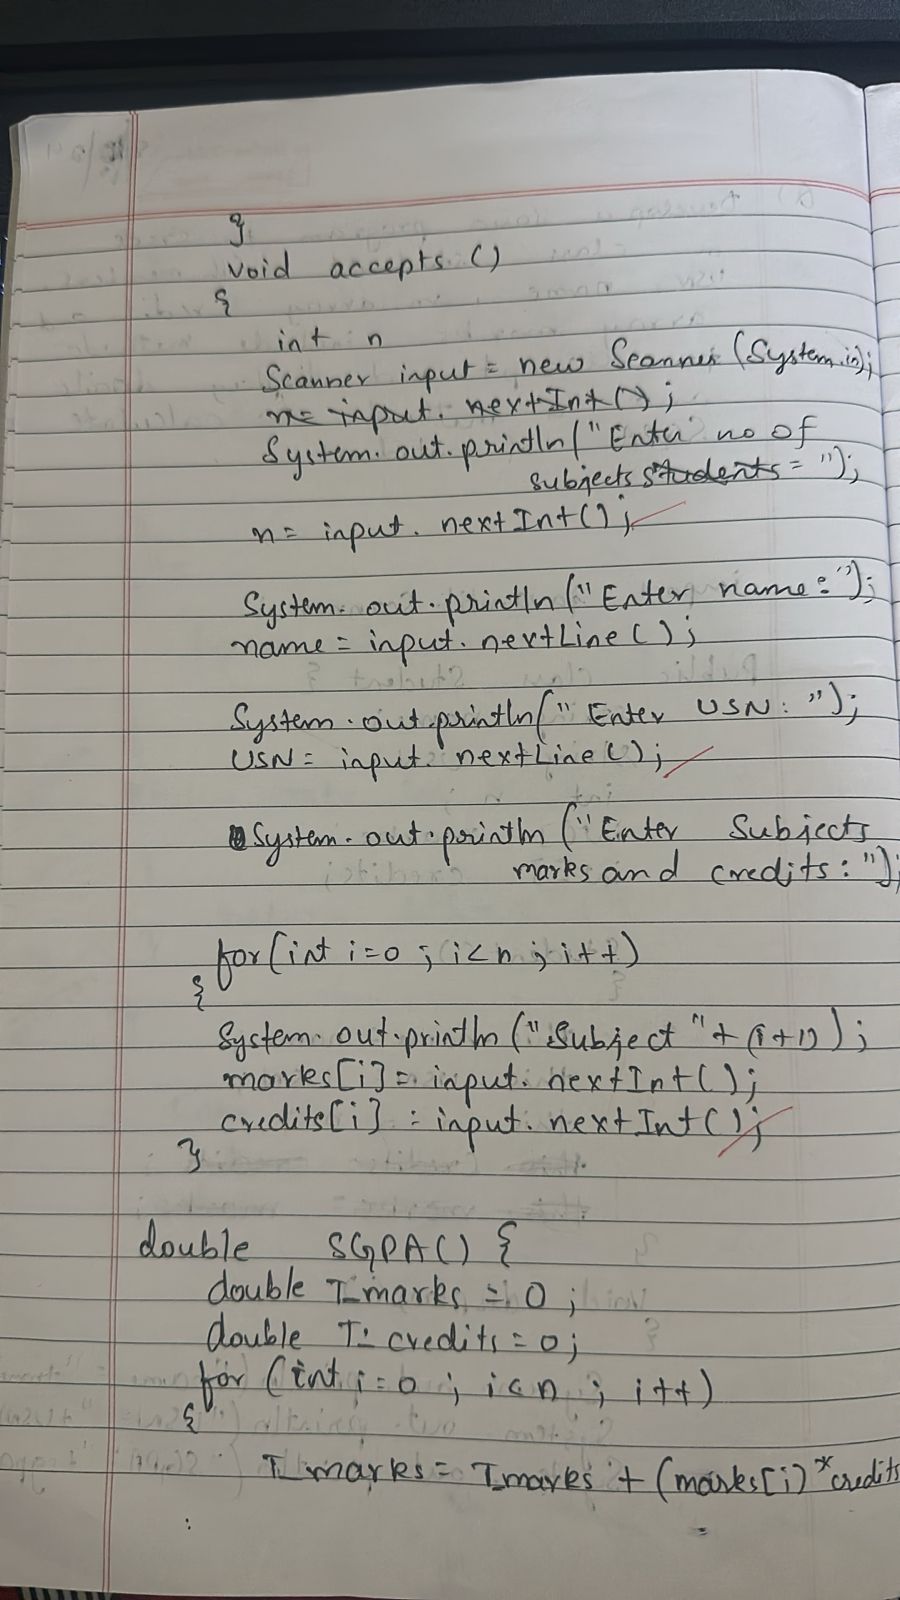 }
void accepts ()
{
int n
Scanner input = new Scanner (System.in);
n= input. nextInt();
System. out. println("Enter no of
subjects students = ");
n= input. nextInt();
System. out. println ("Enter name: ");
name = input. nextLine ();
System. out. println(" Enter USN: ");
USN = input. nextLine ();
System. out. println ("Enter Subjects
marks and credits : ");
for (int i=0 ; i<n ; i++)
{
System. out. println ("Subject "+ (i+1) );
marks[i] = input. nextInt();
credits[i] = input. nextInt();
}
double SGPA() {
double T_marks = 0 ;
double T_credits = 0;
for (int i=0 ; i<n ; i++)
{
T_marks = Tmarks + (marks[i) * credits